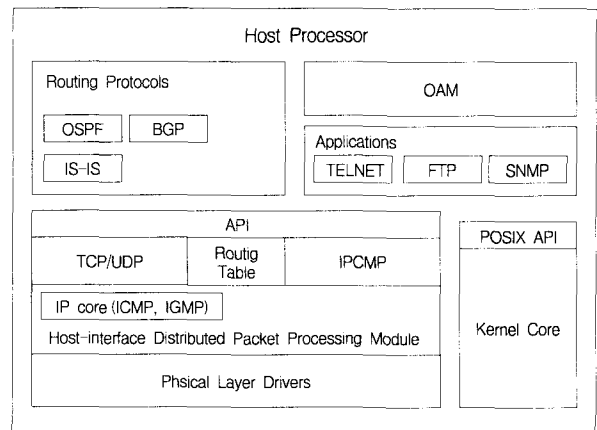 Host Processor
Routing Protocols
OSPF
BGP
IS-IS
OAM
Applications
TELNET
FTP
SNMP
API
TCP/UDP
Routig
Table
IPCMP
IP core (ICMP, IGMP)
Host-interface Distributed Packet Processing Module
Phsical Layer Drivers
POSIX API
Kernel Core